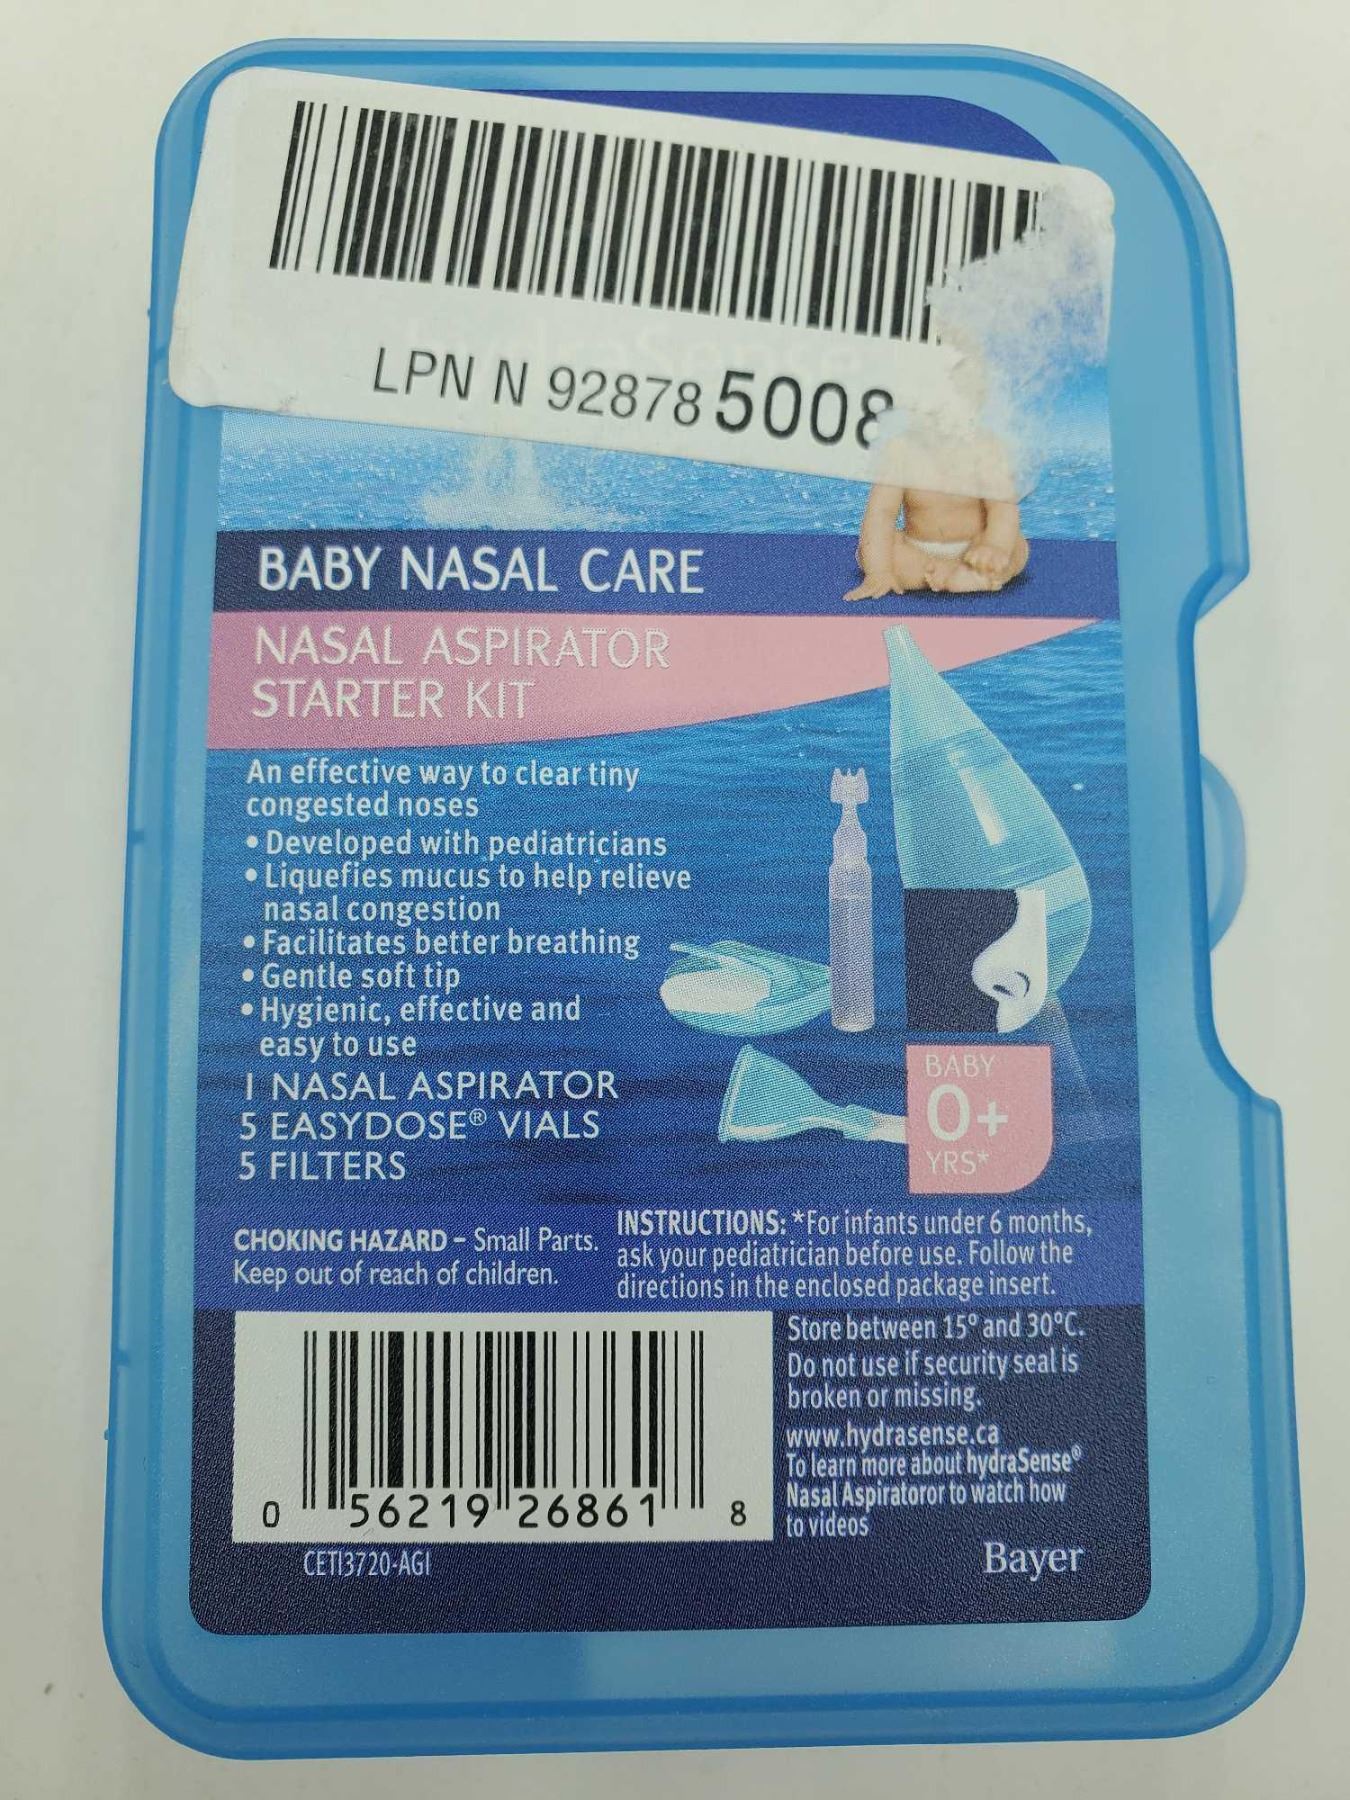 LPN N 928785008
BABY NASAL CARE
NASAL ASPIRATOR
STARTER KIT
An effective way to clear tiny
congested noses
• Developed with pediatricians
• Liquefies mucus to help relieve
nasal congestion
• Facilitates better breathing
• Gentle soft tip
• Hygienic, effective and
easy to use
1 NASAL ASPIRATOR
5 EASYDOSE® VIALS
5 FILTERS
BABY
0+
YRS*
CHOKING HAZARD – Small Parts.
Keep out of reach of children.
INSTRUCTIONS: *For infants under 6 months,
ask your pediatrician before use. Follow the
directions in the enclosed package insert.
Store between 15° and 30°C.
Do not use if security seal is
broken or missing.
www.hydrasense.ca
To learn more about hydraSense®
Nasal Aspiratoror to watch how
to videos
Bayer
0 56219 26861 8
CET13720-AG1